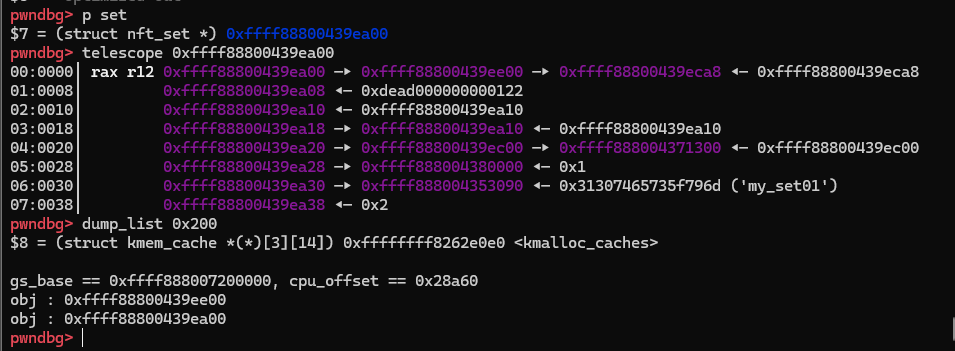 pwndbg> p set
$7 = (struct nft_set *) 0xffff88800439ea00
pwndbg> telescope 0xffff88800439ea00
00:0000│ rax r12 0xffff88800439ea00 —▸ 0xffff88800439ee00 —▸ 0xffff88800439eca8 ◂— 0xffff88800439eca8
01:0008│ 0xffff88800439ea08 ◂— 0xdead000000000122
02:0010│ 0xffff88800439ea10 ◂— 0xffff88800439ea10
03:0018│ 0xffff88800439ea18 —▸ 0xffff88800439ea10 ◂— 0xffff88800439ea10
04:0020│ 0xffff88800439ea20 —▸ 0xffff88800439ec00 —▸ 0xffff888004371300 ◂— 0xffff88800439ec00
05:0028│ 0xffff88800439ea28 —▸ 0xffff888004380000 ◂— 0x1
06:0030│ 0xffff88800439ea30 —▸ 0xffff888004353090 ◂— 0x31307465735f796d ('my_set01')
07:0038│ 0xffff88800439ea38 ◂— 0x2
pwndbg> dump_list 0x200
$8 = (struct kmem_cache *(*)[3][14]) 0xffffffff8262e0e0 <kmalloc_caches>
gs_base == 0xffff888007200000, cpu_offset == 0x28a60
obj : 0xffff88800439ee00
obj : 0xffff88800439ea00
pwndbg>